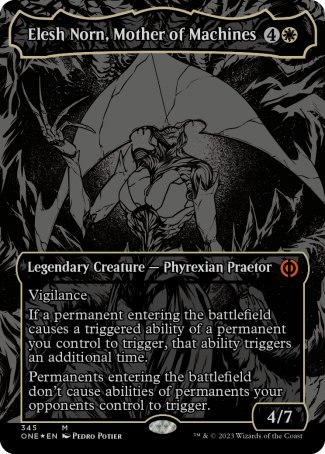 Elesh Norn, Mother of Machines 4
Legendary Creature — Phyrexian Praetor
Vigilance
If a permanent entering the battlefield
causes a triggered ability of a permanent
you control to trigger, that ability triggers
an additional time.
Permanents entering the battlefield
don't cause abilities of permanents your
opponents control to trigger.
4/7
345 M
ONE★EN Pedro Potier ™ & © 2023 Wizards of the Coast